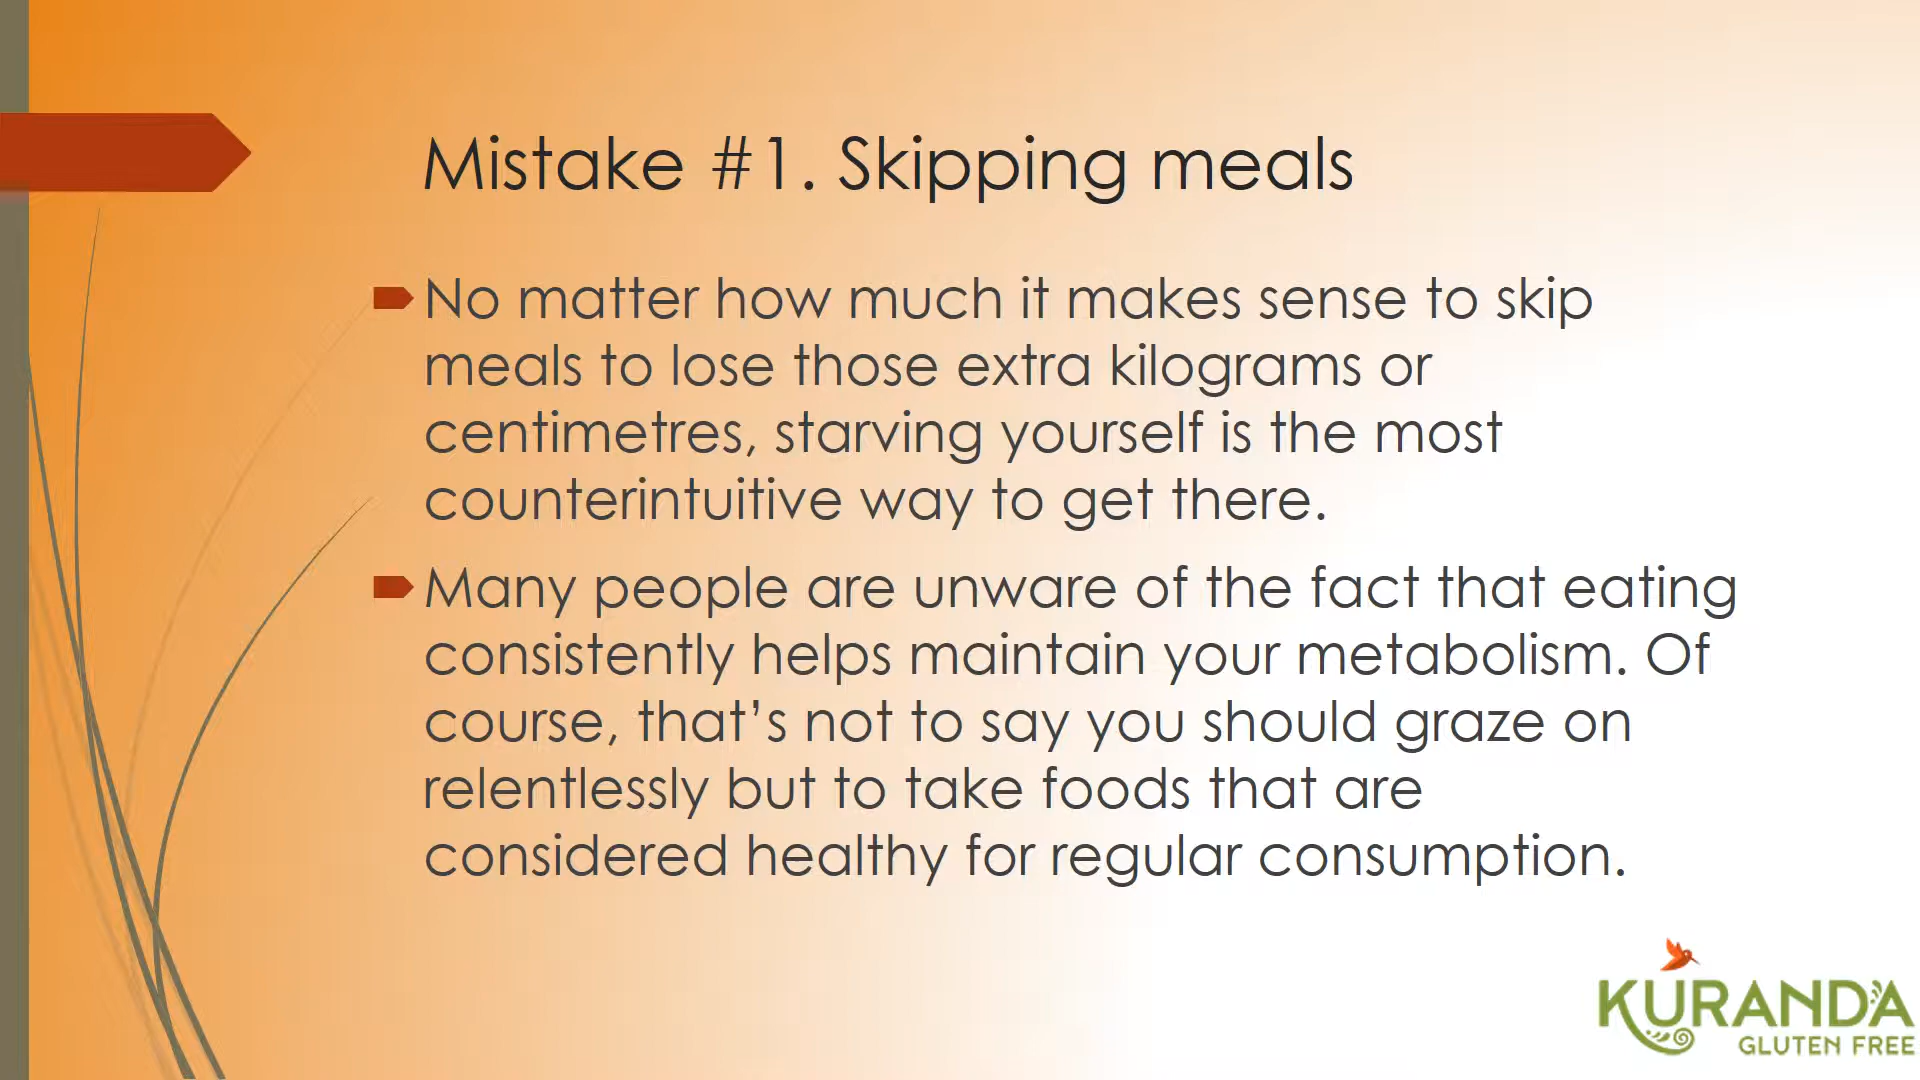 Mistake #1. Skipping meals
No matter how much it makes sense to skip
meals to lose those extra kilograms or
centimetres, starving yourself is the most
counterintuitive way to get there.
Many people are unware of the fact that eating
consistently helps maintain your metabolism. Of
course, that’s not to say you should graze on
relentlessly but to take foods that are
considered healthy for regular consumption.
KURANDA
GLUTEN FREE